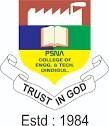 PSNA
COLLEGE OF
ENGG. & TECH.
DINDIGUL.
TRUST IN GOD
Estd : 1984